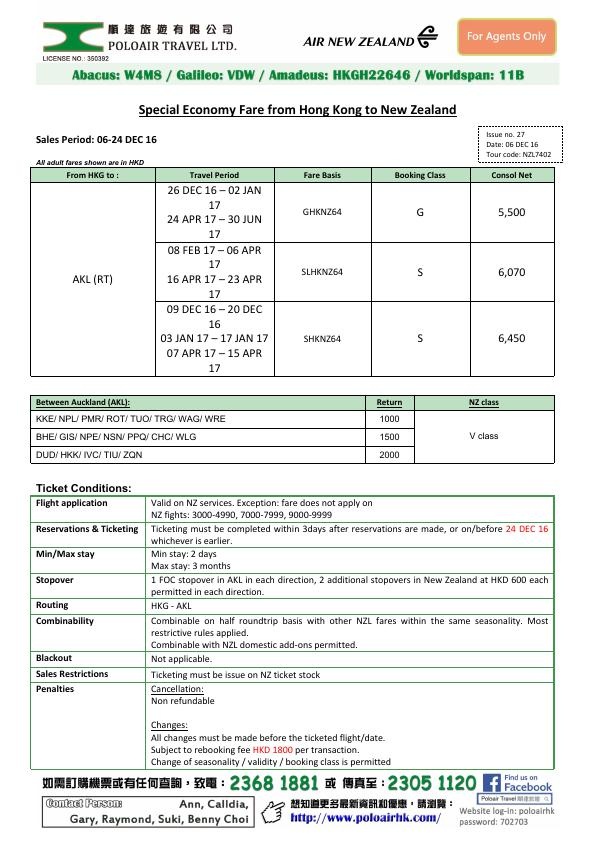 順達旅遊有限公司
POLOAIR TRAVEL LTD.
LICENSE NO.: 350392
AIR NEW ZEALAND
For Agents Only
Abacus: W4M8 / Galileo: VDW / Amadeus: HKGH22646 / Worldspan: 11B
Special Economy Fare from Hong Kong to New Zealand
Sales Period: 06-24 DEC 16
Issue no. 27
Date: 06 DEC 16
Tour code: NZL7402
All adult fares shown are in HKD
From HKG to : Travel Period Fare Basis Booking Class Consol Net
AKL (RT)
26 DEC 16 – 02 JAN
17
24 APR 17 – 30 JUN
17
GHKNZ64 G 5,500
08 FEB 17 – 06 APR
17
16 APR 17 – 23 APR
17
SLHKNZ64 S 6,070
09 DEC 16 – 20 DEC
16
03 JAN 17 – 17 JAN 17
07 APR 17 – 15 APR
17
SHKNZ64 S 6,450
Between Auckland (AKL): Return NZ class
KKE/ NPL/ PMR/ ROT/ TUO/ TRG/ WAG/ WRE 1000
BHE/ GIS/ NPE/ NSN/ PPQ/ CHC/ WLG 1500 V class
DUD/ HKK/ IVC/ TIU/ ZQN 2000
Ticket Conditions:
Flight application Valid on NZ services. Exception: fare does not apply on
NZ fights: 3000-4990, 7000-7999, 9000-9999
Reservations & Ticketing Ticketing must be completed within 3days after reservations are made, or on/before 24 DEC 16
whichever is earlier.
Min/Max stay Min stay: 2 days
Max stay: 3 months
Stopover 1 FOC stopover in AKL in each direction, 2 additional stopovers in New Zealand at HKD 600 each
permitted in each direction.
Routing HKG - AKL
Combinability Combinable on half roundtrip basis with other NZL fares within the same seasonality. Most
restrictive rules applied.
Combinable with NZL domestic add-ons permitted.
Blackout Not applicable.
Sales Restrictions Ticketing must be issue on NZ ticket stock
Penalties Cancellation:
Non refundable
Changes:
All changes must be made before the ticketed flight/date.
Subject to rebooking fee HKD 1800 per transaction.
Change of seasonality / validity / booking class is permitted
如需訂購機票或有任何查詢，致電：2368 1881 或 傳真至：2305 1120
Find us on
Facebook
Poloair Travel 順達旅遊
Contact Person: Ann, Calldia,
Gary, Raymond, Suki, Benny Choi
想知道更多最新資訊和優惠，請瀏覽：
http://www.poloairhk.com/
Website log-in: poloairhk
password: 702703